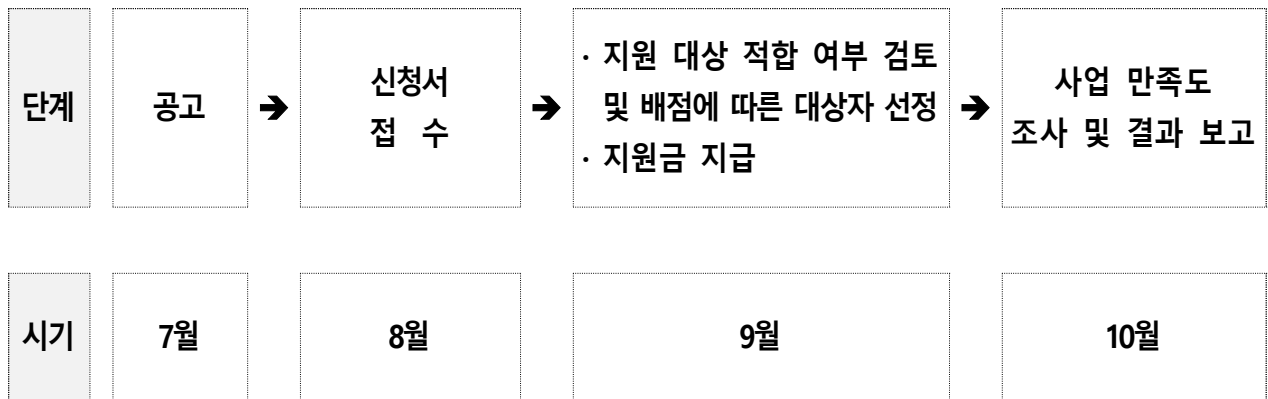 단계
공고
➔
신청서
접 수
➔
· 지원 대상 적합 여부 검토
및 배점에 따른 대상자 선정
· 지원금 지급
➔
사업 만족도
조사 및 결과 보고
시기
7월
8월
9월
10월